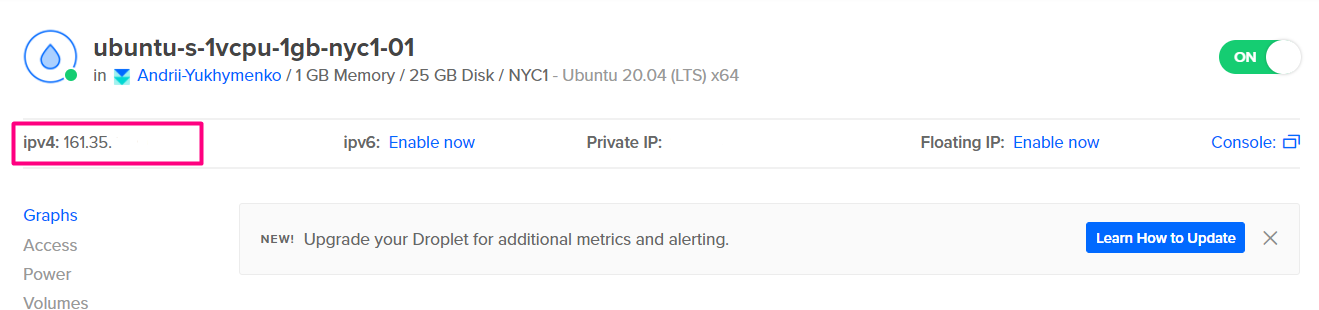 ubuntu-s-1vcpu-1gb-nyc1-01
in Andrii-Yukhymenko / 1 GB Memory / 25 GB Disk / NYC1 - Ubuntu 20.04 (LTS) x64
ON
ipv4: 161.35.
ipv6: Enable now
Private IP:
Floating IP: Enable now
Console:
Graphs
Access
Power
Volumes
NEW! Upgrade your Droplet for additional metrics and alerting.
Learn How to Update